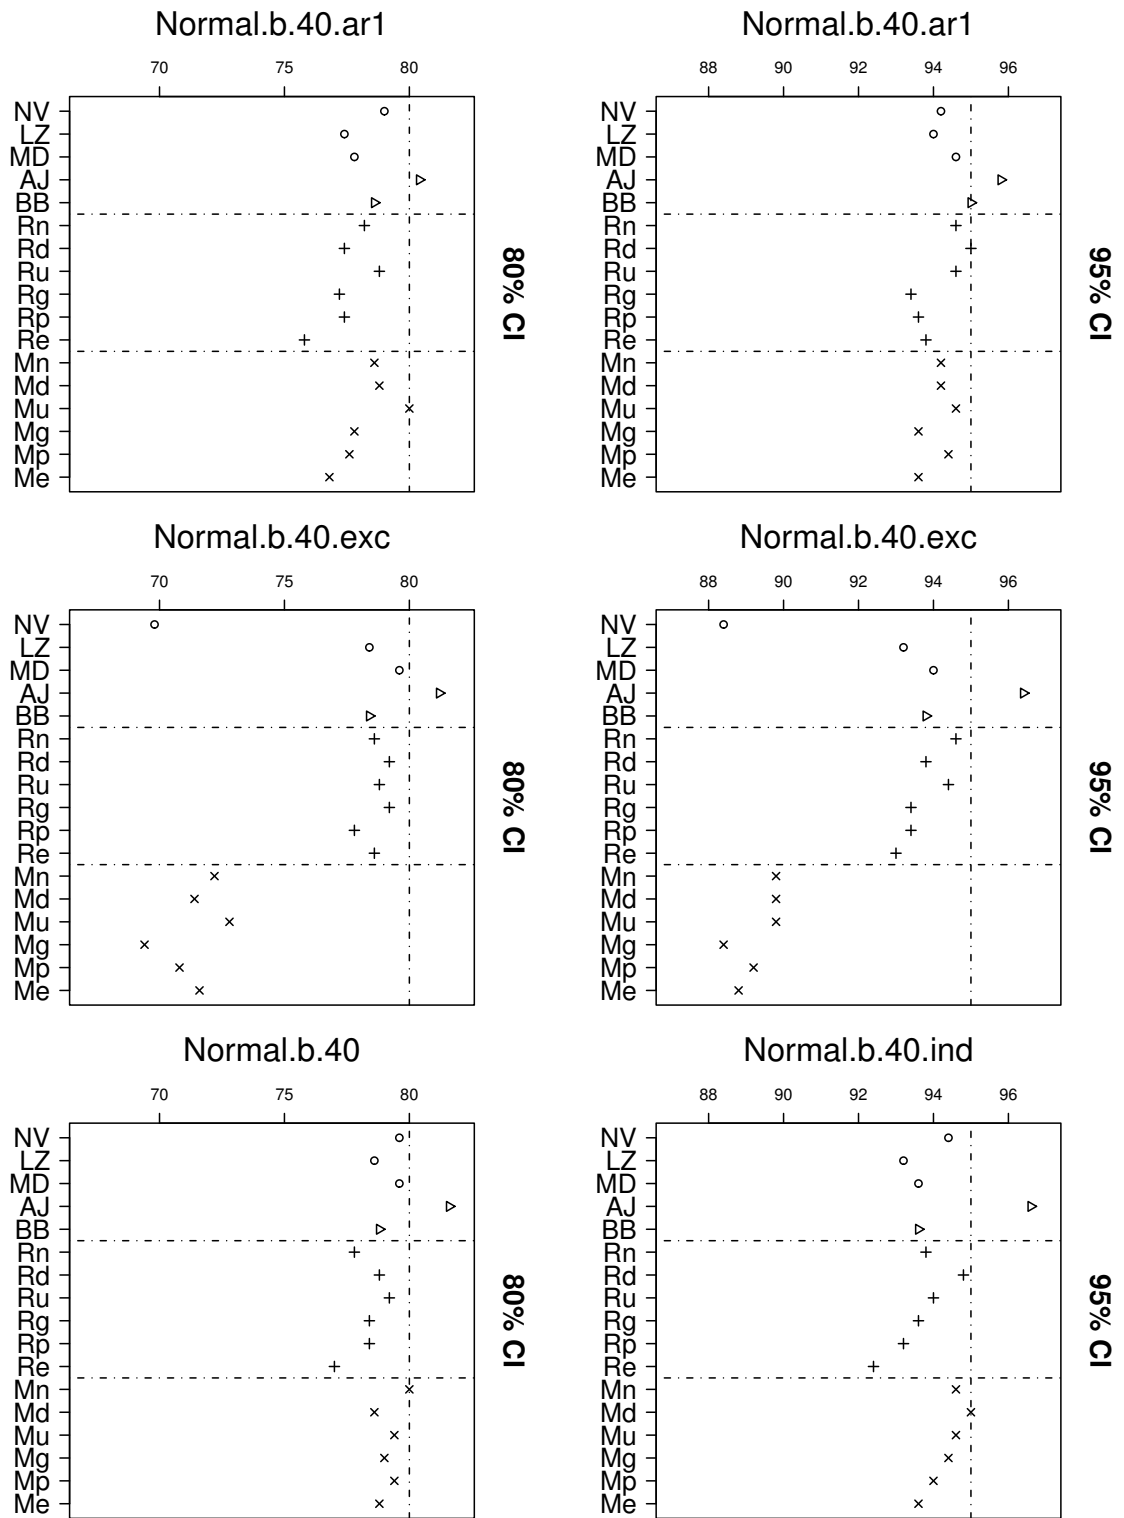 Normal.b.40.ar1
70 75 80
NV
LZ
MD
AJ
BB
Rn
Rd
Ru
Rg
Rp
Re
Mn
Md
Mu
Mg
Mp
Me
80% CI
Normal.b.40.ar1
88 90 92 94 96
NV
LZ
MD
AJ
BB
Rn
Rd
Ru
Rg
Rp
Re
Mn
Md
Mu
Mg
Mp
Me
95% CI
Normal.b.40.exc
70 75 80
NV
LZ
MD
AJ
BB
Rn
Rd
Ru
Rg
Rp
Re
Mn
Md
Mu
Mg
Mp
Me
80% CI
Normal.b.40.exc
88 90 92 94 96
NV
LZ
MD
AJ
BB
Rn
Rd
Ru
Rg
Rp
Re
Mn
Md
Mu
Mg
Mp
Me
95% CI
Normal.b.40
70 75 80
NV
LZ
MD
AJ
BB
Rn
Rd
Ru
Rg
Rp
Re
Mn
Md
Mu
Mg
Mp
Me
80% CI
Normal.b.40.ind
88 90 92 94 96
NV
LZ
MD
AJ
BB
Rn
Rd
Ru
Rg
Rp
Re
Mn
Md
Mu
Mg
Mp
Me
95% CI